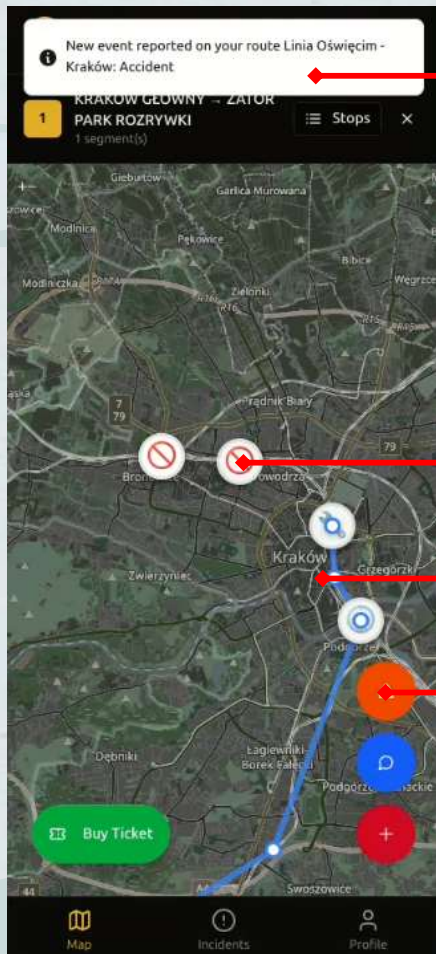 New event reported on your route Linia Oświęcim -
Kraków: Accident
1
KRAKÓW GŁÓWNY → ZATOR
PARK ROZRYWKI
1 segment(s)
Stops
Giebułtów
Garlica Murowana
Modlnica
Pękowice
Bibice
Modlniczka
Zielonki
Węgrzce
7
79
Prądnik Biały
79
Kraków
Grzegórzki
Zwierzyniec
Podgórze
Dębniki
Łagiewniki-
Borek Fałęcki
Buy Ticket
44
Swoszowice
Map
Incidents
Profile